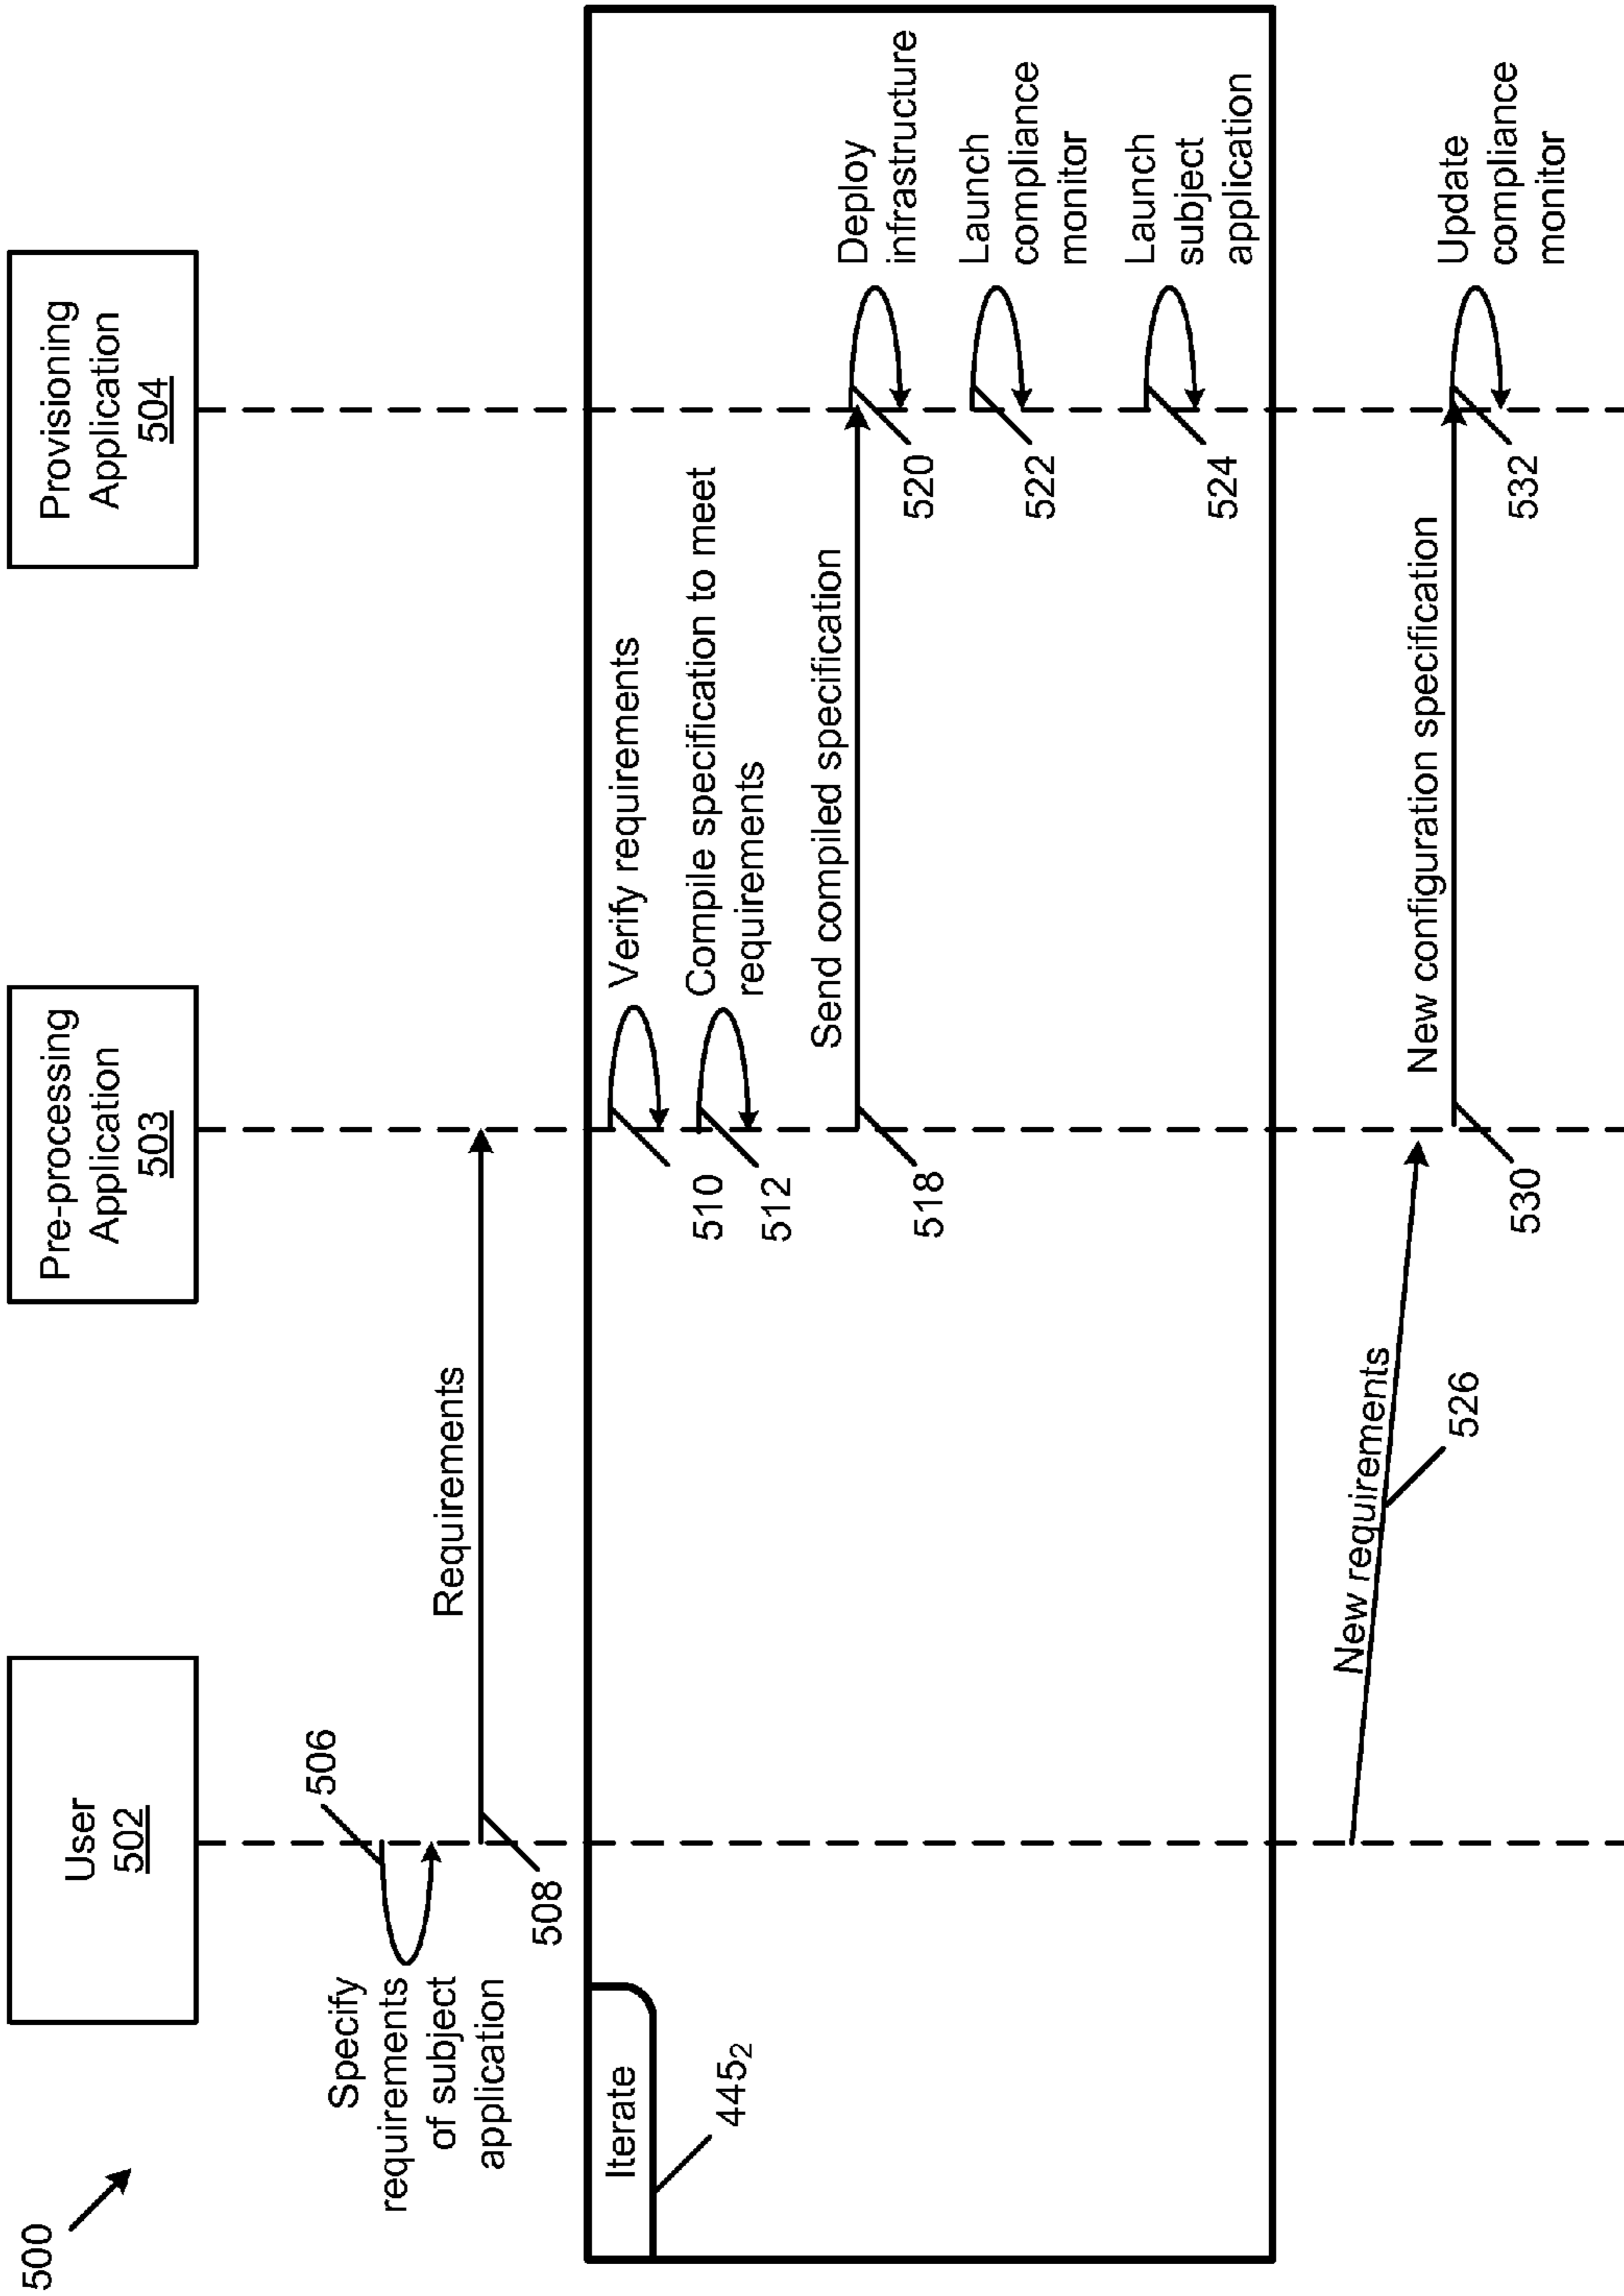 500
User
502
Pre-processing
Application
503
Provisioning
Application
504
506
Specify
requirements
of subject
application
Requirements
508
Iterate
445₂
Verify requirements
510
Compile specification to meet
requirements
512
Send compiled specification
518
Deploy
infrastructure
520
Launch
compliance
monitor
522
Launch
subject
application
524
New requirements
526
New configuration specification
530
Update
compliance
monitor
532